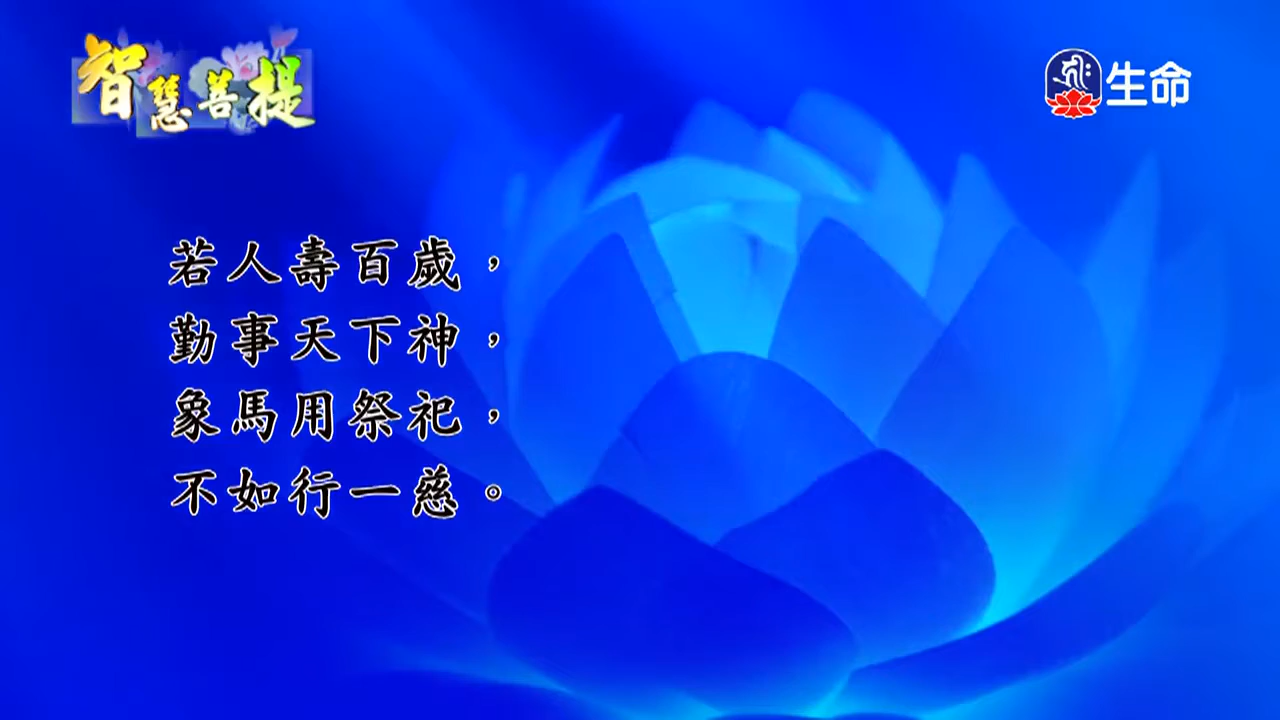 智慧菩提
生命
若人壽百歲，
勤事天下神，
象馬用祭祀，
不如行一慈。